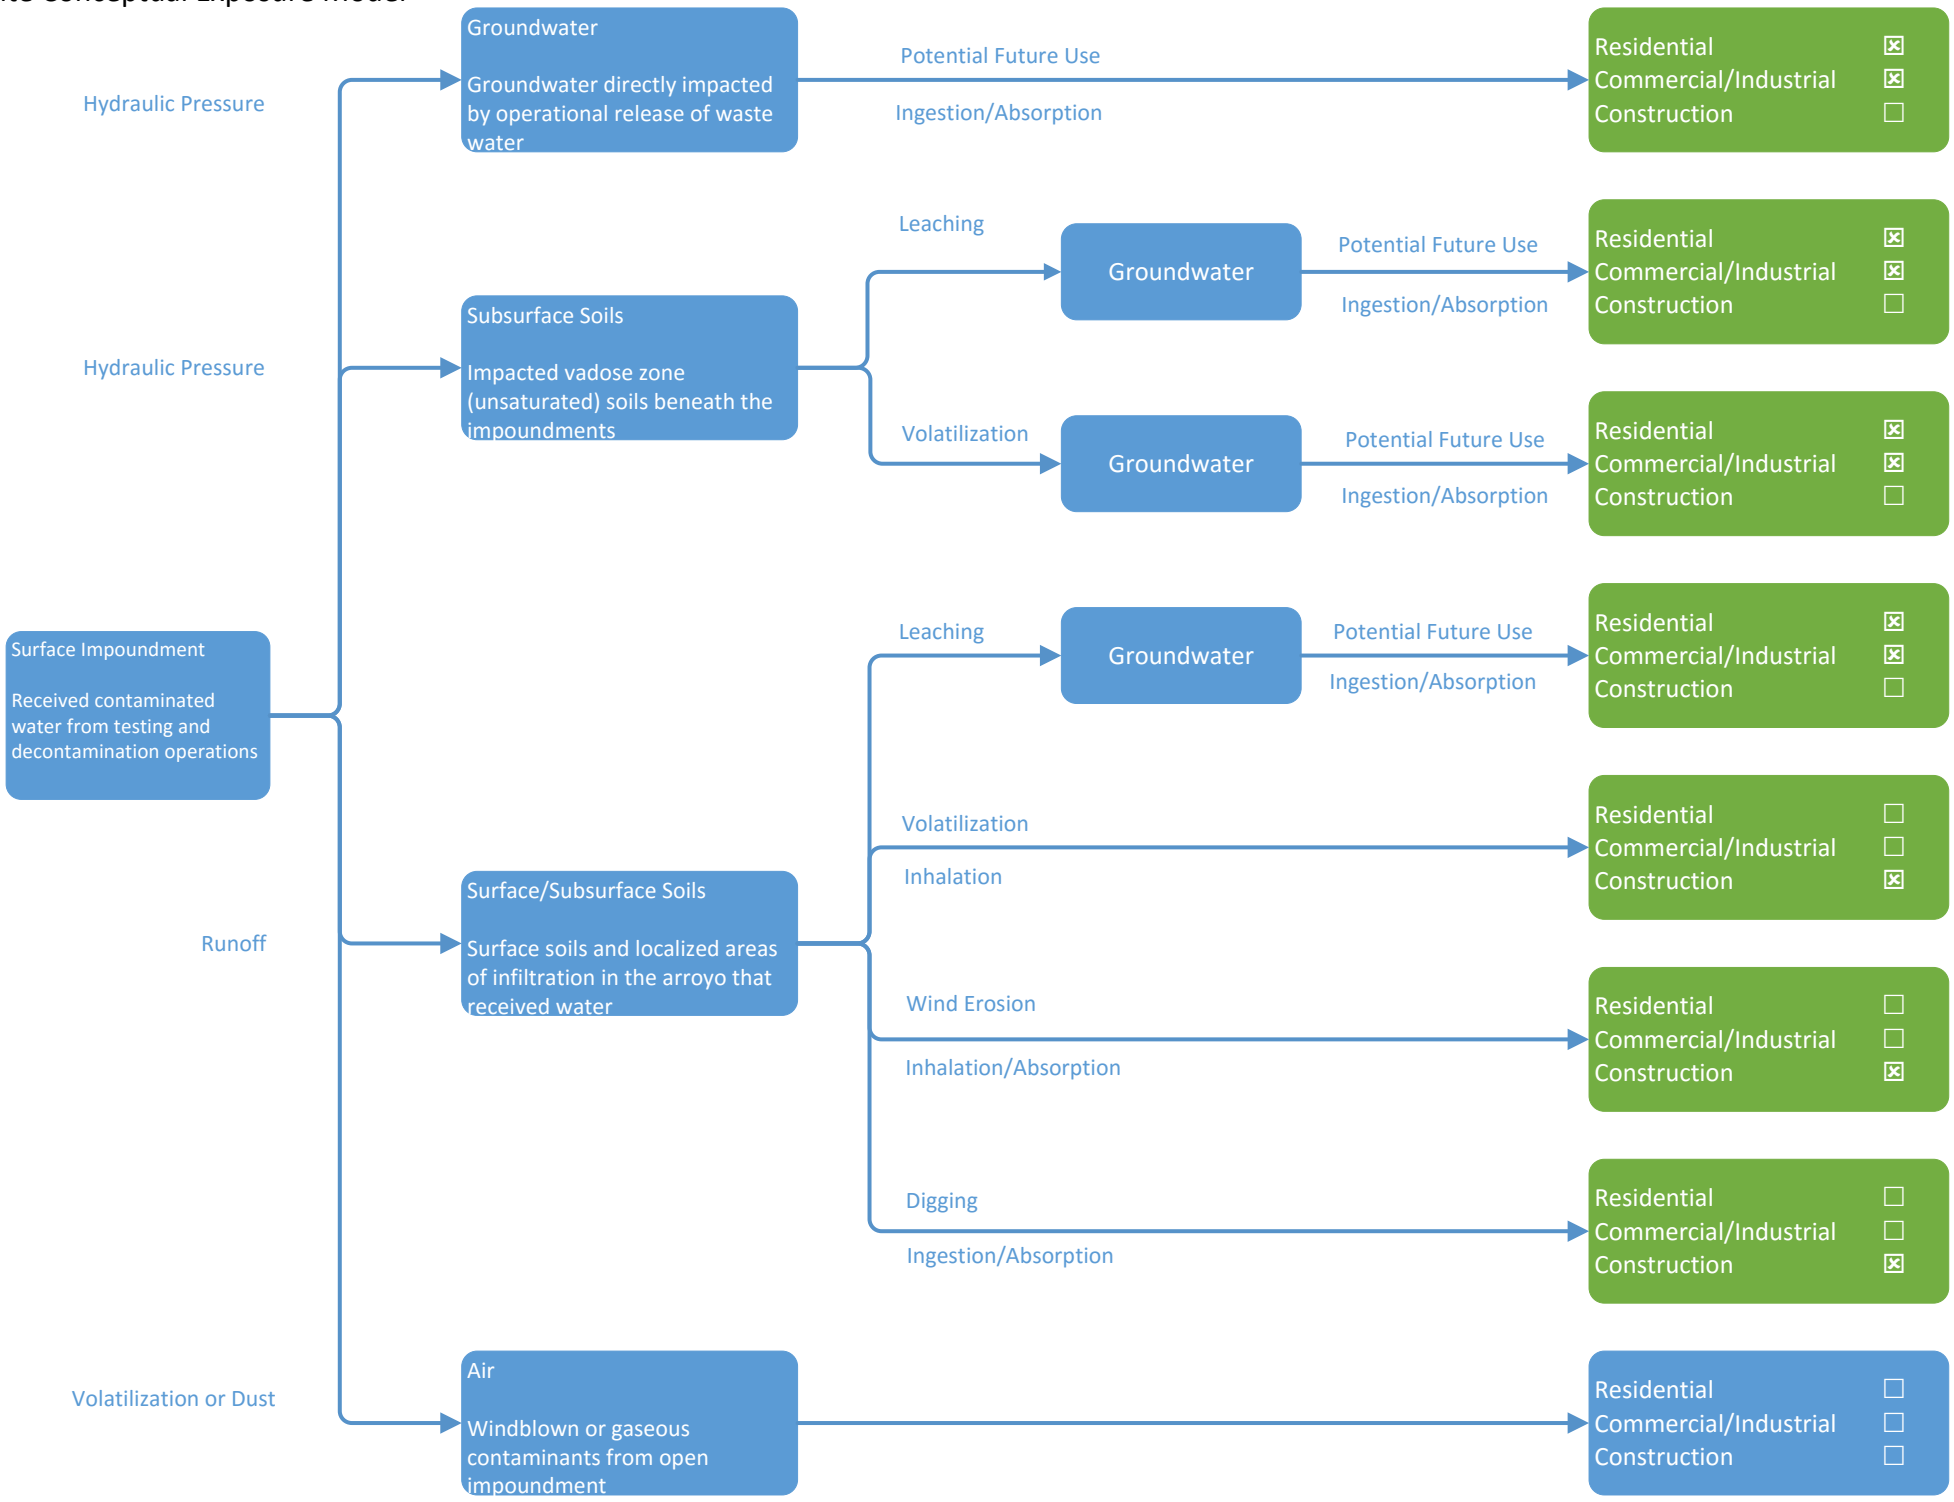 Conceptual Exposure Model
Hydraulic Pressure
Groundwater
Groundwater directly impacted
by operational release of waste
water
Potential Future Use
Ingestion/Absorption
Residential ☒
Commercial/Industrial ☒
Construction ☐
Hydraulic Pressure
Subsurface Soils
Impacted vadose zone
(unsaturated) soils beneath the
impoundments
Leaching
Groundwater
Potential Future Use
Ingestion/Absorption
Residential ☒
Commercial/Industrial ☒
Construction ☐
Volatilization
Groundwater
Potential Future Use
Ingestion/Absorption
Residential ☒
Commercial/Industrial ☒
Construction ☐
Surface Impoundment
Received contaminated
water from testing and
decontamination operations
Runoff
Surface/Subsurface Soils
Surface soils and localized areas
of infiltration in the arroyo that
received water
Leaching
Groundwater
Potential Future Use
Ingestion/Absorption
Residential ☒
Commercial/Industrial ☒
Construction ☐
Volatilization
Inhalation
Residential ☐
Commercial/Industrial ☐
Construction ☒
Wind Erosion
Inhalation/Absorption
Residential ☐
Commercial/Industrial ☐
Construction ☒
Digging
Ingestion/Absorption
Residential ☐
Commercial/Industrial ☐
Construction ☒
Volatilization or Dust
Air
Windblown or gaseous
contaminants from open
impoundment
Residential ☐
Commercial/Industrial ☐
Construction ☐